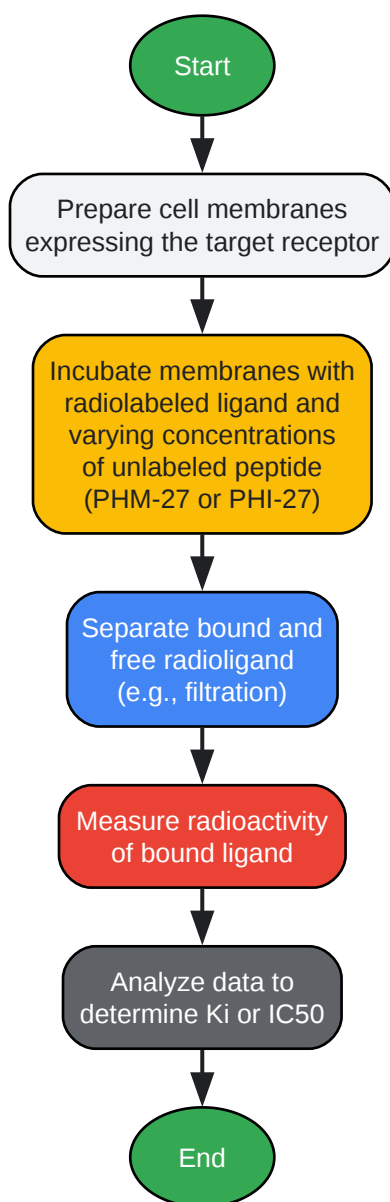 Start
Prepare cell membranes
expressing the target receptor
Incubate membranes with
radiolabeled ligand and
varying concentrations
of unlabeled peptide
(PHM-27 or PHI-27)
Separate bound and
free radioligand
(e.g., filtration)
Measure radioactivity
of bound ligand
Analyze data to
determine Ki or IC50
End